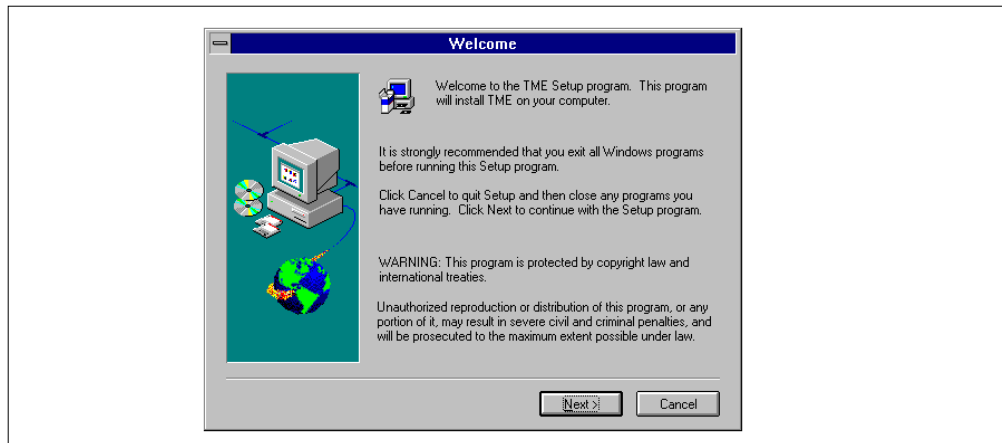 Welcome
Welcome to the TME Setup program. This program
will install TME on your computer.
It is strongly recommended that you exit all Windows programs
before running this Setup program.
Click Cancel to quit Setup and then close any programs you
have running. Click Next to continue with the Setup program.
WARNING: This program is protected by copyright law and
international treaties.
Unauthorized reproduction or distribution of this program, or any
portion of it, may result in severe civil and criminal penalties, and
will be prosecuted to the maximum extent possible under law.
Next >
Cancel